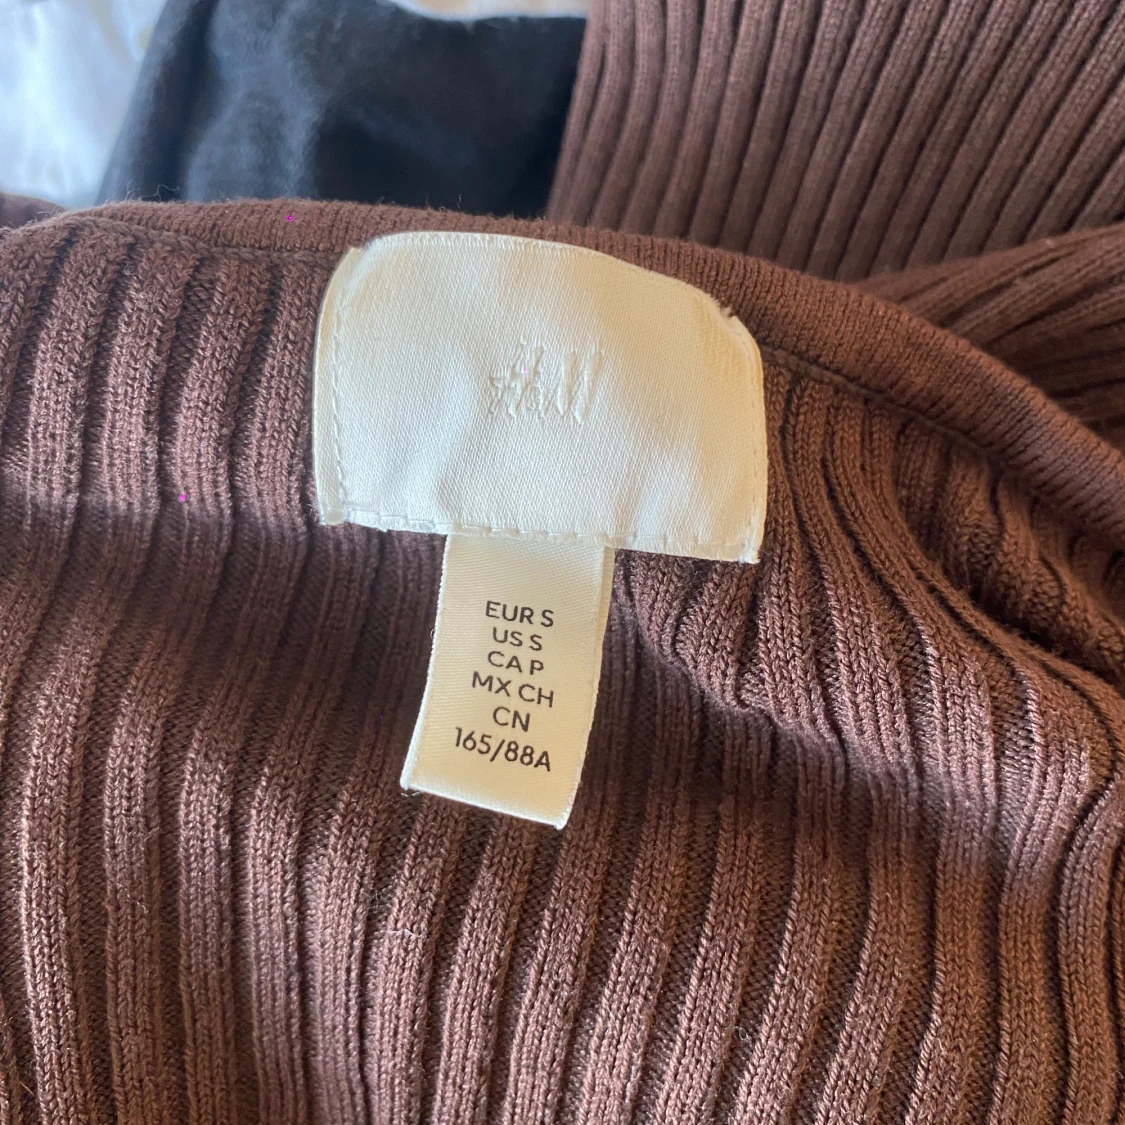 H&M
EUR S
US S
CA P
MX CH
CN
165/88A